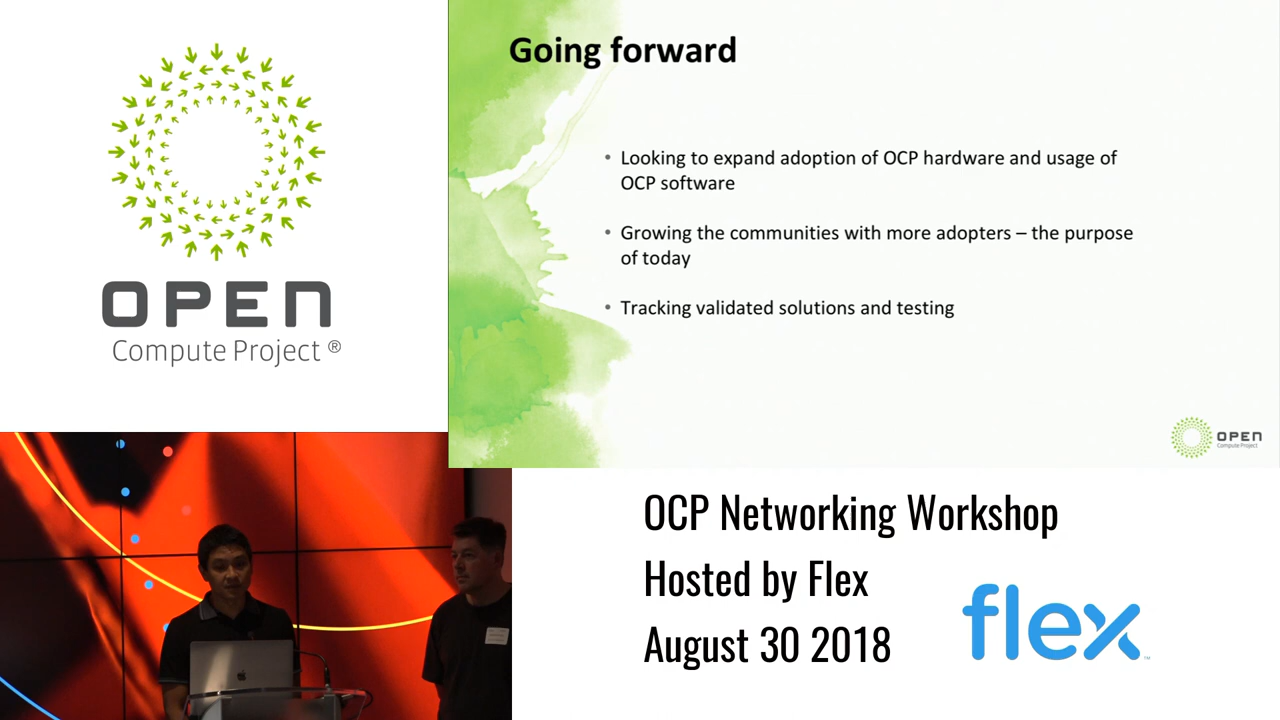 OPEN
Compute Project ®
Going forward
• Looking to expand adoption of OCP hardware and usage of
OCP software
• Growing the communities with more adopters – the purpose
of today
• Tracking validated solutions and testing
OPEN
Compute Project
OCP Networking Workshop
Hosted by Flex
August 30 2018
flex